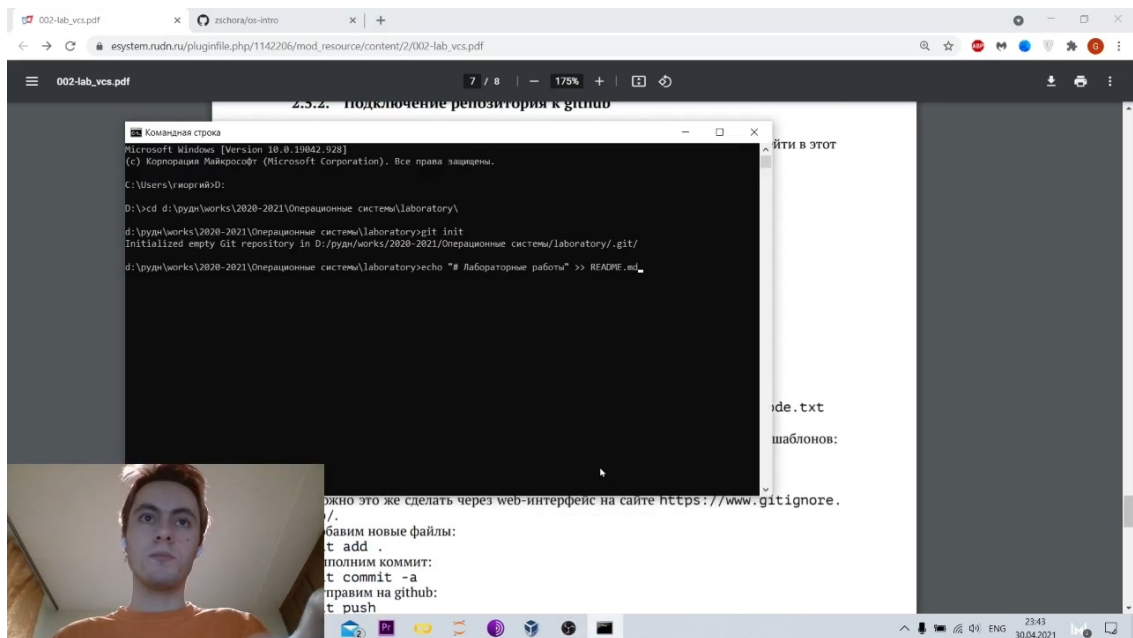 002-lab_vcs.pdf
zschora/os-intro
esystem.rudn.ru/pluginfile.php/1142206/mod_resource/content/2/002-lab_vcs.pdf
ABP
G
002-lab_vcs.pdf
7 / 8
175%
2.3.2. Подключение репозитория к github
Командная строка
йти в этот
Microsoft Windows [Version 10.0.19042.928]
(c) Корпорация Майкрософт (Microsoft Corporation). Все права защищены.
C:\Users\гиоргий>D:
D:\>cd d:\рудн\works\2020-2021\Операционные системы\laboratory\
d:\рудн\works\2020-2021\Операционные системы\laboratory>git init
Initialized empty Git repository in D:/рудн/works/2020-2021/Операционные системы/laboratory/.git/
d:\рудн\works\2020-2021\Операционные системы\laboratory>echo "# Лабораторные работы" >> README.md
de.txt
шаблонов:
жно это же сделать через web-интерфейс на сайте https://www.gitignore.
/.
бавим новые файлы:
t add .
полним коммит:
t commit -a
правим на github:
t push
2
Pr
ENG
23:43
30.04.2021